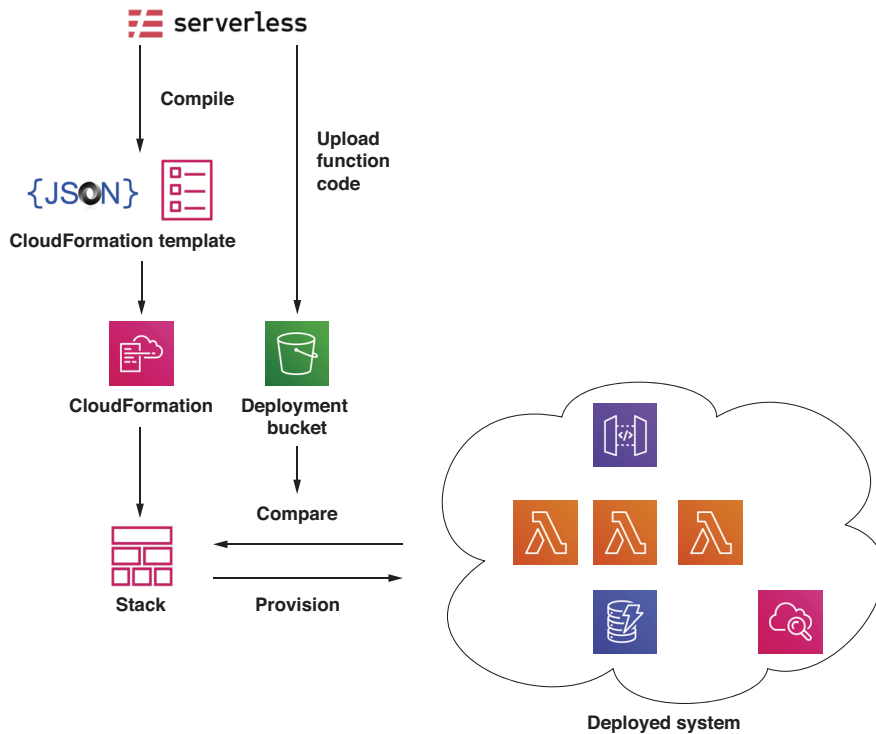 serverless
Compile
Upload
function
code
{JSON}
CloudFormation template
CloudFormation
Deployment
bucket
Compare
Stack
Provision
</>
Deployed system